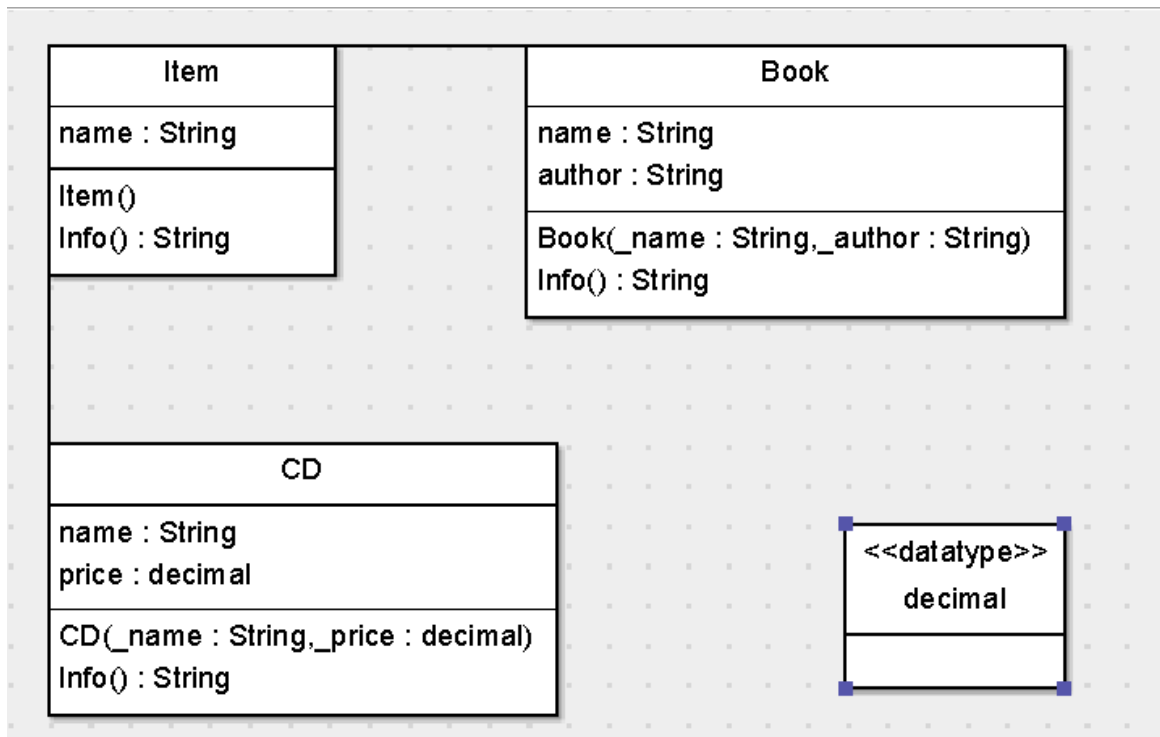 Item
name : String
Item()
Info() : String
Book
name : String
author : String
Book(_name : String,_author : String)
Info() : String
CD
name : String
price : decimal
CD(_name : String,_price : decimal)
Info() : String
<<datatype>>
decimal